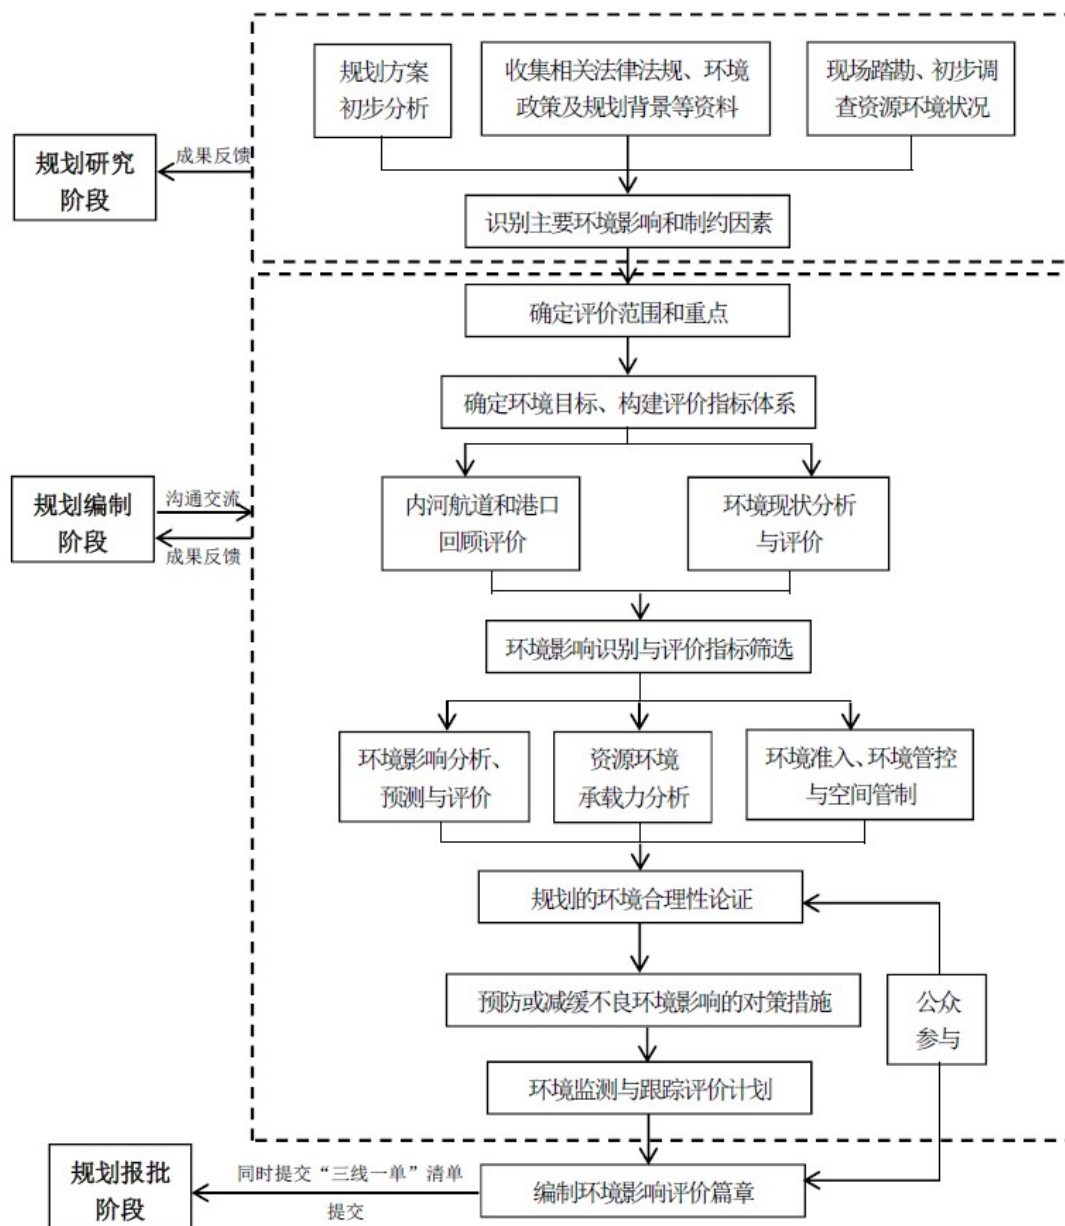 规划方案
初步分析
收集相关法律法规、环境
政策及规划背景等资料
现场踏勘、初步调
查资源环境状况
规划研究
阶段
成果反馈
识别主要环境影响和制约因素
确定评价范围和重点
确定环境目标、构建评价指标体系
规划编制
阶段
沟通交流
成果反馈
内河航道和港口
回顾评价
环境现状分析
与评价
环境影响识别与评价指标筛选
环境影响分析、
预测与评价
资源环境
承载力分析
环境准入、环境管控
与空间管制
规划的环境合理性论证
预防或减缓不良环境影响的对策措施
公众
参与
环境监测与跟踪评价计划
规划报批
阶段
同时提交“三线一单”清单
提交
编制环境影响评价篇章